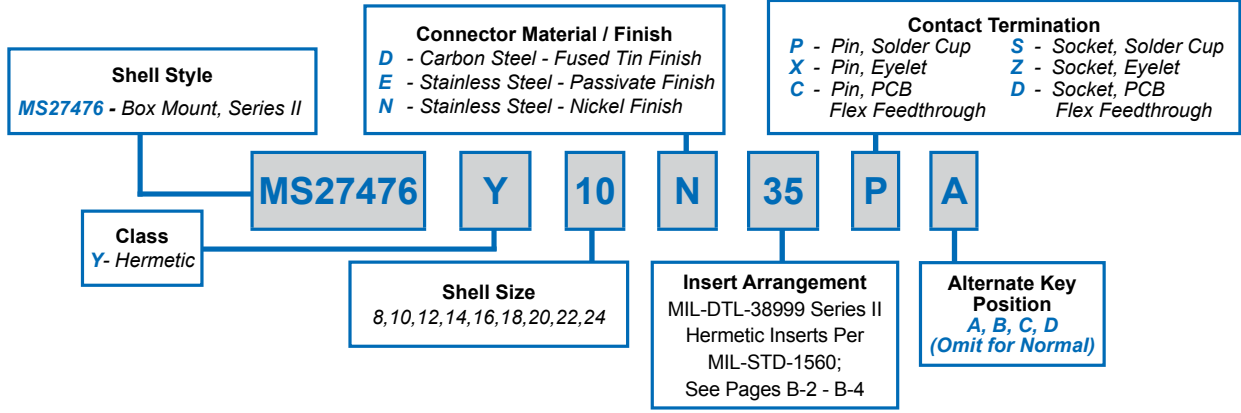 Shell Style
MS27476 - Box Mount, Series II
Connector Material / Finish
D - Carbon Steel - Fused Tin Finish
E - Stainless Steel - Passivate Finish
N - Stainless Steel - Nickel Finish
Contact Termination
P - Pin, Solder Cup
X - Pin, Eyelet
C - Pin, PCB
Flex Feedthrough
S - Socket, Solder Cup
Z - Socket, Eyelet
D - Socket, PCB
Flex Feedthrough
MS27476 Y 10 N 35 P A
Class
Y- Hermetic
Shell Size
8,10,12,14,16,18,20,22,24
Insert Arrangement
MIL-DTL-38999 Series II
Hermetic Inserts Per
MIL-STD-1560;
See Pages B-2 - B-4
Alternate Key
Position
A, B, C, D
(Omit for Normal)